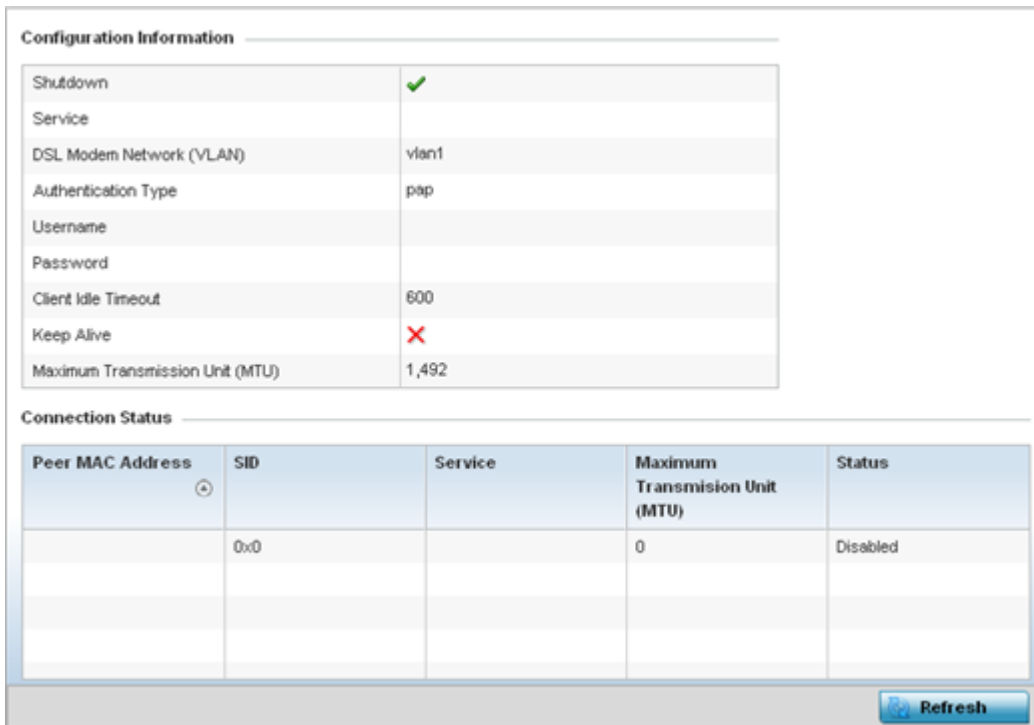 Configuration Information
Shutdown
Service
DSL Modem Network (VLAN) vlan1
Authentication Type pap
Username
Password
Client Idle Timeout 600
Keep Alive
Maximum Transmission Unit (MTU) 1,492
Connection Status
Peer MAC Address SID Service Maximum Transmision Unit (MTU) Status
0x0 0 Disabled
Refresh